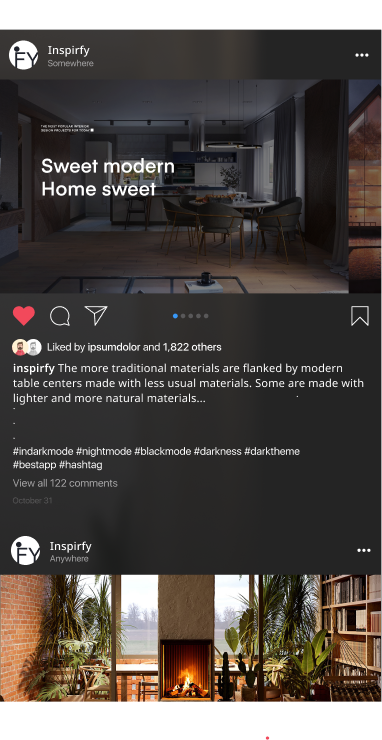 FY
Inspirfy
Somewhere
THE MOST POPULAR INTERIOR
DESIGN PROJECTS FOR TODAY
Sweet modern
Home sweet
Liked by ipsumdolor and 1,822 others
inspirfy The more traditional materials are flanked by modern
table centers made with less usual materials. Some are made with
lighter and more natural materials...
.
.
.
#indarkmode #nightmode #blackmode #darkness #darktheme
#bestapp #hashtag
View all 122 comments
October 31
FY
Inspirfy
Anywhere